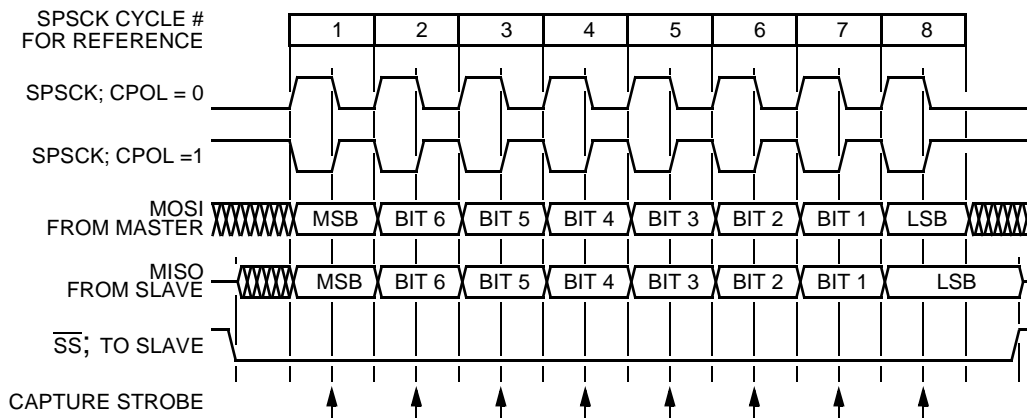 SPSCK CYCLE #
FOR REFERENCE
1 2 3 4 5 6 7 8
SPSCK; CPOL = 0
SPSCK; CPOL =1
MOSI
FROM MASTER
MSB BIT 6 BIT 5 BIT 4 BIT 3 BIT 2 BIT 1 LSB
MISO
FROM SLAVE
MSB BIT 6 BIT 5 BIT 4 BIT 3 BIT 2 BIT 1 LSB
SS; TO SLAVE
CAPTURE STROBE